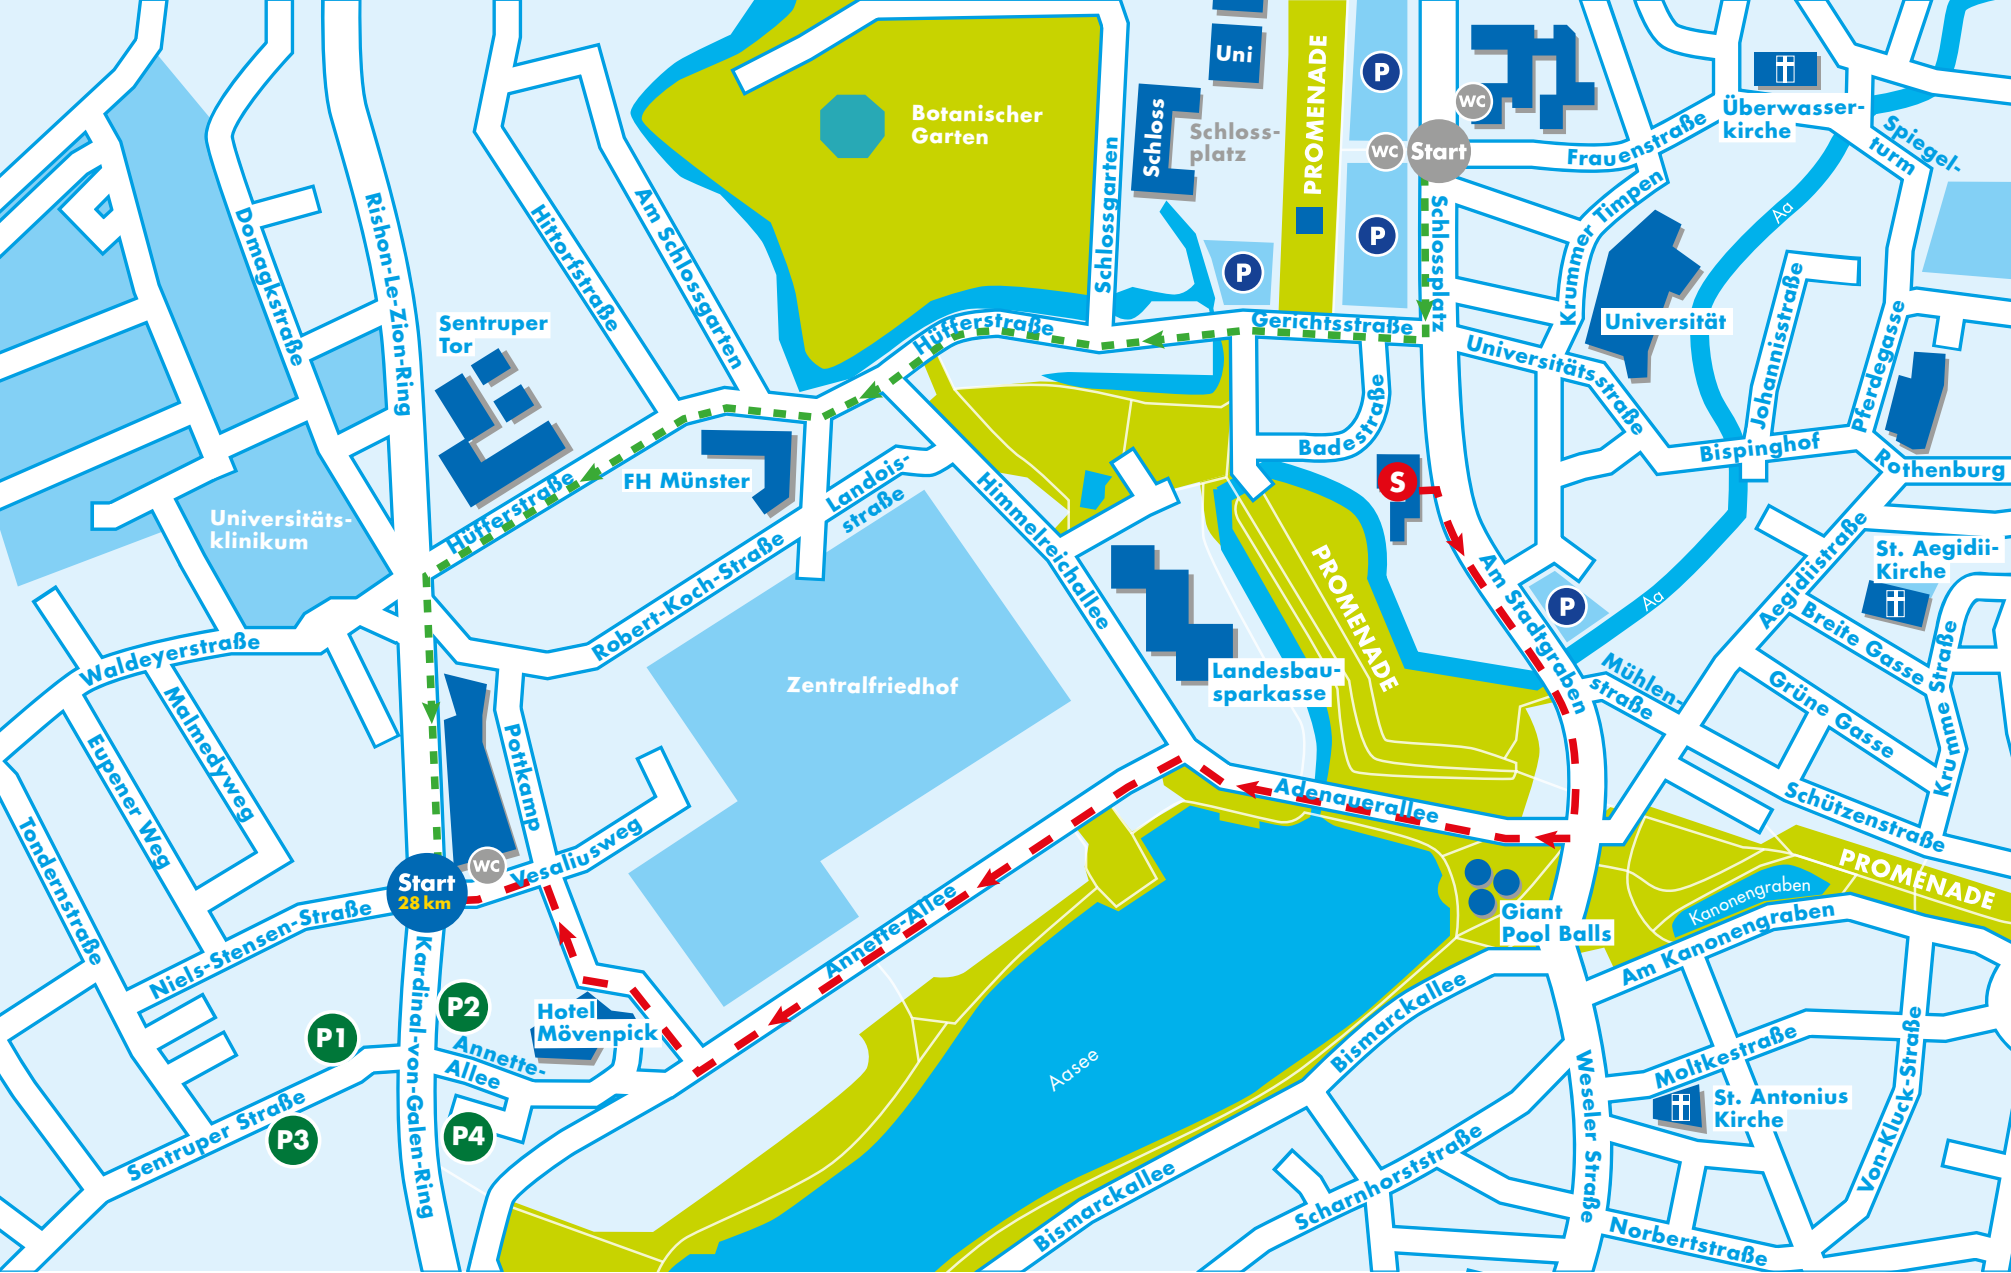 Uni
PROMENADE
P
WC
Überwasser-
kirche
Botanischer
Garten
Schloss
Schloss-
platz
WC
Start
Frauenstraße
Spiegel-
turm
Schlossgarten
Am Schlossgarten
Hittorfstraße
Rishon-Le-Zion-Ring
Domagkstraße
Krummer Timpen
Aa
P
P
Schlossplatz
Universität
Johannisstraße
Pferdegasse
Sentruper
Tor
Hüfferstraße
Gerichtsstraße
Universitätsstraße
Badestraße
Bispinghof
Rothenburg
FH Münster
Landois-
straße
Himmelreichallee
S
Universitäts-
klinikum
Hüfferstraße
Robert-Koch-Straße
PROMENADE
Am Stadtgraben
P
Aa
Aegidiistraße
St. Aegidii-
Kirche
Breite Gasse
Krumme Straße
Krumme
Grüne Gasse
Mühlen-
straße
Waldeyerstraße
Malmedyweg
Eupener Weg
Tondernstraße
Zentralfriedhof
Landesbau-
sparkasse
Pottkamp
Vesaliusweg
Adenauerallee
Schützenstraße
PROMENADE
WC
Start
28 km
Niels-Stensen-Straße
Annette-Allee
Giant
Pool Balls
Kanonengraben
Am Kanonengraben
Kardinal-von-Galen-Ring
P2
P1
Hotel
Mövenpick
Annette-
Allee
P4
P3
Sentruper Straße
Aasee
Bismarckallee
Bismarckallee
Weseler Straße
Moltkestraße
St. Antonius
Kirche
Von-Kluck-Straße
Scharnhorststraße
Norbertstraße